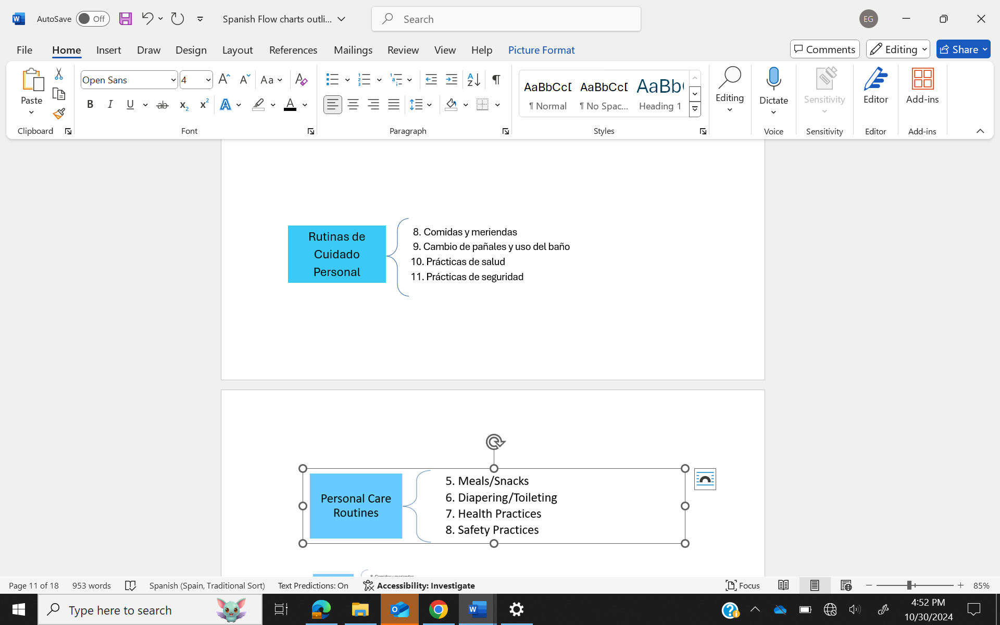 AutoSave Off Spanish Flow charts outli... Search EG
File Home Insert Draw Design Layout References Mailings Review View Help Picture Format Comments Editing Share
Open Sans 4 Aa
Paste B I U ab x2 x2 A A
AaBbCcD AaBbCcD AaBb(
¶ Normal ¶ No Spac... Heading 1
Editing Dictate Sensitivity Editor Add-ins
Clipboard Font Paragraph Styles Voice Sensitivity Editor Add-ins
Rutinas de
Cuidado
Personal
8. Comidas y meriendas
9. Cambio de pañales y uso del baño
10. Prácticas de salud
11. Prácticas de seguridad
Personal Care
Routines
5. Meals/Snacks
6. Diapering/Toileting
7. Health Practices
8. Safety Practices
Page 11 of 18 953 words Spanish (Spain, Traditional Sort) Text Predictions: On Accessibility: Investigate Focus 85%
Type here to search 4:52 PM
10/30/2024